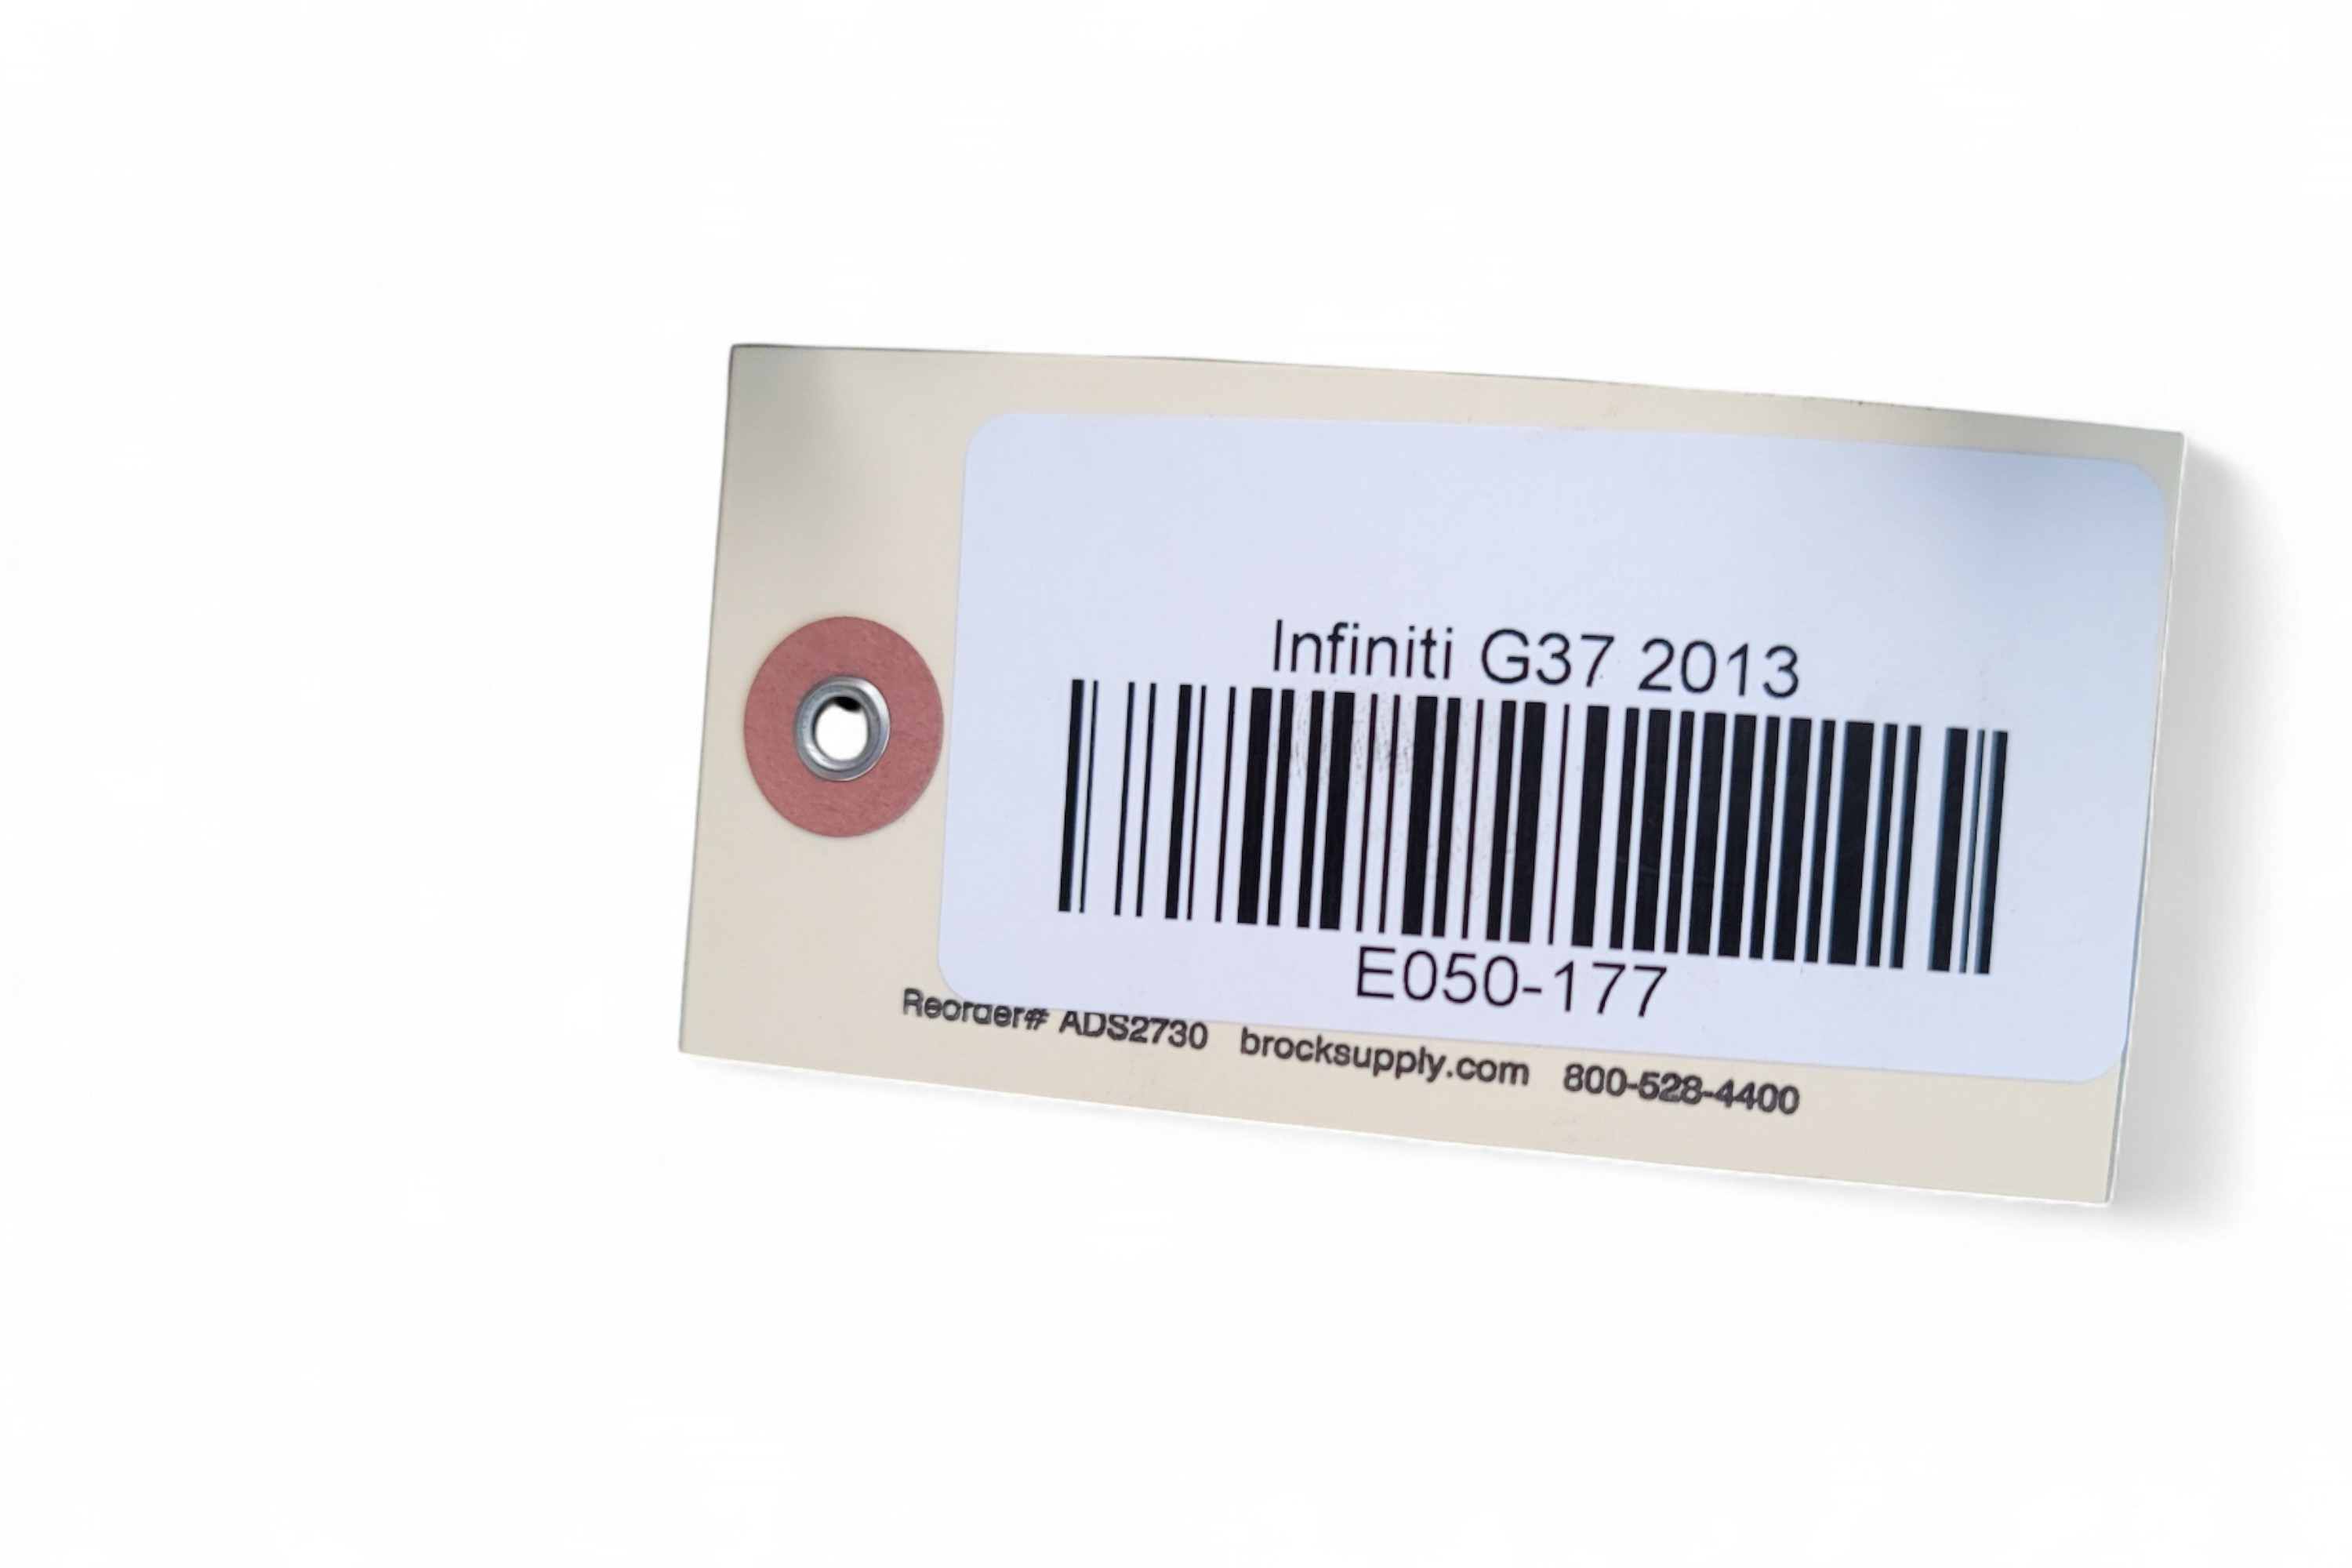 Infiniti G37 2013
E050-177
Reorder# ADS2730 brocksupply.com 800-528-4400